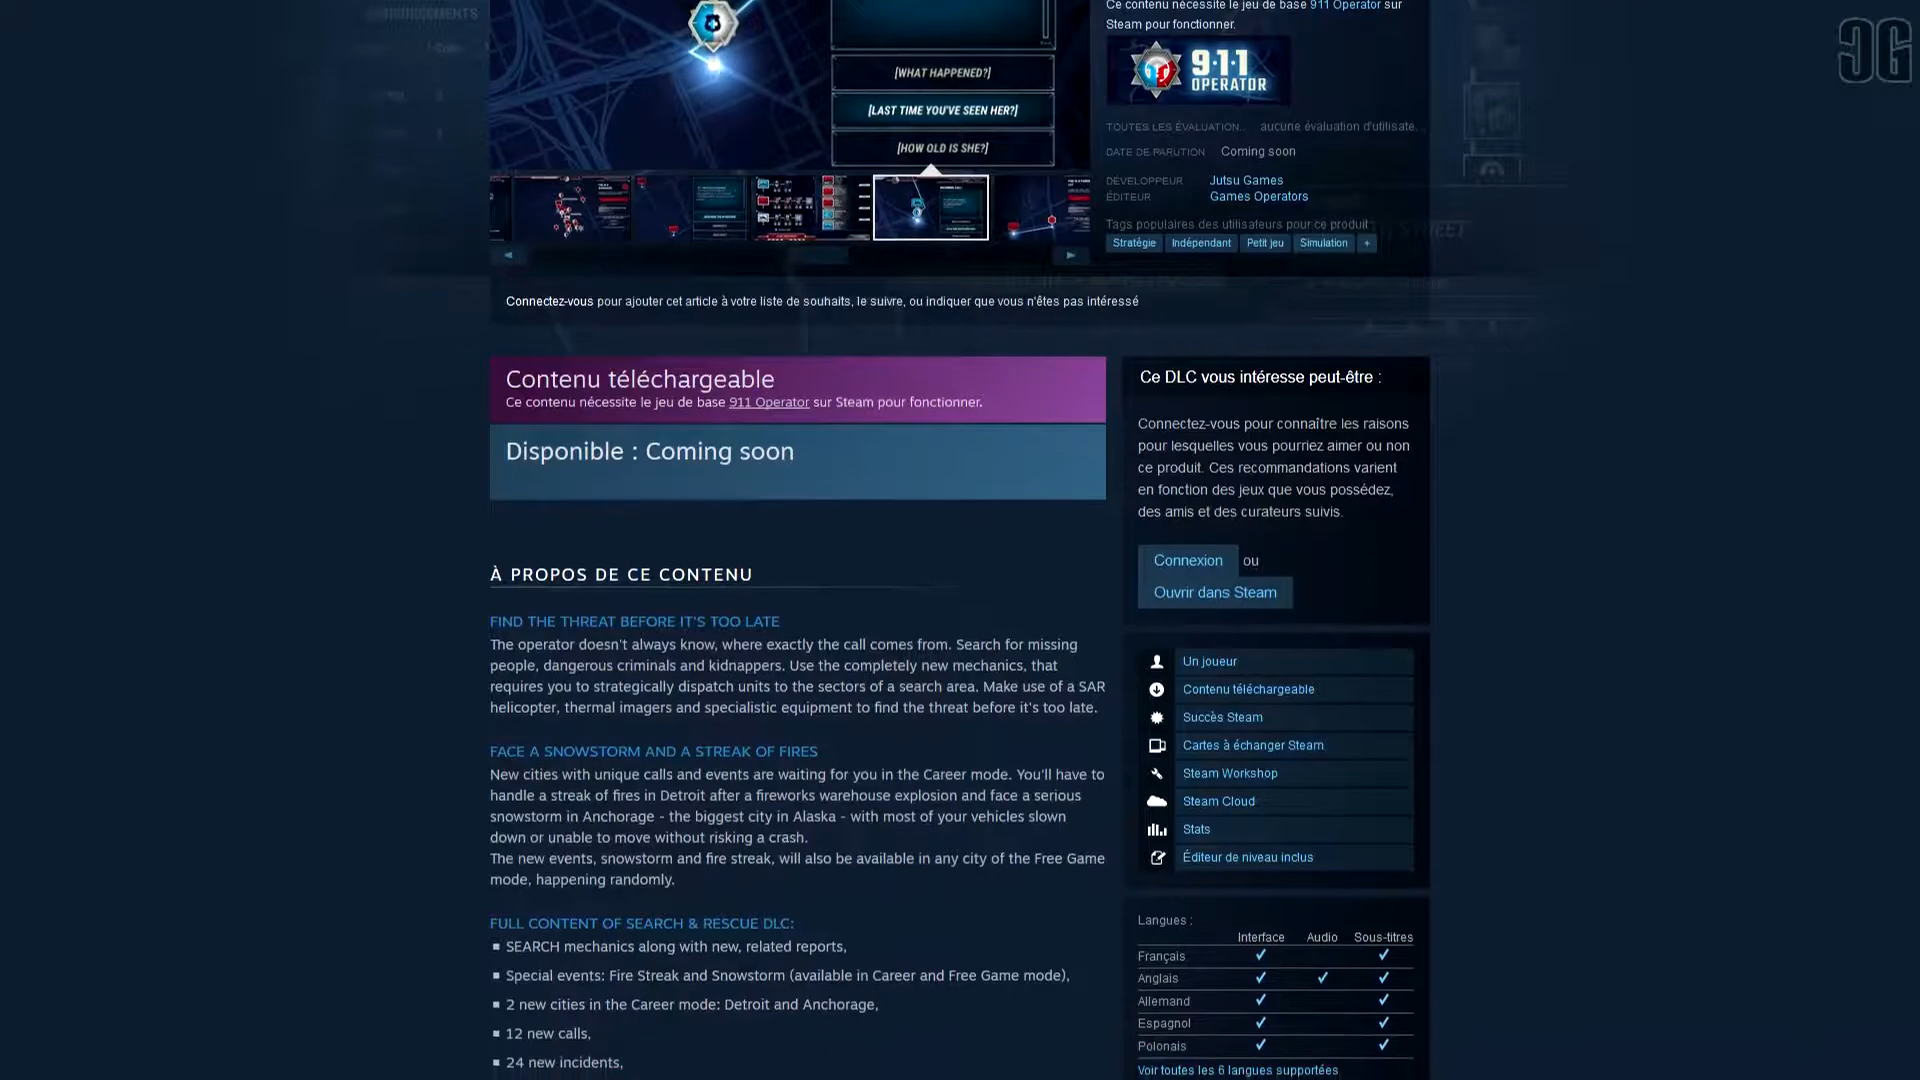 Ce contenu nécessite le jeu de base 911 Operator sur
Steam pour fonctionner.
9·1·1
OPERATOR
[WHAT HAPPENED?]
[LAST TIME YOU'VE SEEN HER?]
[HOW OLD IS SHE?]
TOUTES LES ÉVALUATION... aucune évaluation d'utilisate...
DATE DE PARUTION Coming soon
DÉVELOPPEUR Jutsu Games
ÉDITEUR Games Operators
Tags populaires des utilisateurs pour ce produit
Stratégie Indépendant Petit jeu Simulation +
Connectez-vous pour ajouter cet article à votre liste de souhaits, le suivre, ou indiquer que vous n'êtes pas intéressé
Contenu téléchargeable
Ce contenu nécessite le jeu de base 911 Operator sur Steam pour fonctionner.
Disponible : Coming soon
À PROPOS DE CE CONTENU
FIND THE THREAT BEFORE IT'S TOO LATE
The operator doesn't always know, where exactly the call comes from. Search for missing
people, dangerous criminals and kidnappers. Use the completely new mechanics, that
requires you to strategically dispatch units to the sectors of a search area. Make use of a SAR
helicopter, thermal imagers and specialistic equipment to find the threat before it's too late.
FACE A SNOWSTORM AND A STREAK OF FIRES
New cities with unique calls and events are waiting for you in the Career mode. You'll have to
handle a streak of fires in Detroit after a fireworks warehouse explosion and face a serious
snowstorm in Anchorage - the biggest city in Alaska - with most of your vehicles slown
down or unable to move without risking a crash.
The new events, snowstorm and fire streak, will also be available in any city of the Free Game
mode, happening randomly.
FULL CONTENT OF SEARCH & RESCUE DLC:
▪ SEARCH mechanics along with new, related reports,
▪ Special events: Fire Streak and Snowstorm (available in Career and Free Game mode),
▪ 2 new cities in the Career mode: Detroit and Anchorage,
▪ 12 new calls,
▪ 24 new incidents,
Ce DLC vous intéresse peut-être :
Connectez-vous pour connaître les raisons
pour lesquelles vous pourriez aimer ou non
ce produit. Ces recommandations varient
en fonction des jeux que vous possédez,
des amis et des curateurs suivis.
Connexion ou
Ouvrir dans Steam
Un joueur
Contenu téléchargeable
Succès Steam
Cartes à échanger Steam
Steam Workshop
Steam Cloud
Stats
Éditeur de niveau inclus
Langues :
Interface Audio Sous-titres
Français ✓ ✓
Anglais ✓ ✓ ✓
Allemand ✓ ✓
Espagnol ✓ ✓
Polonais ✓ ✓
Voir toutes les 6 langues supportées